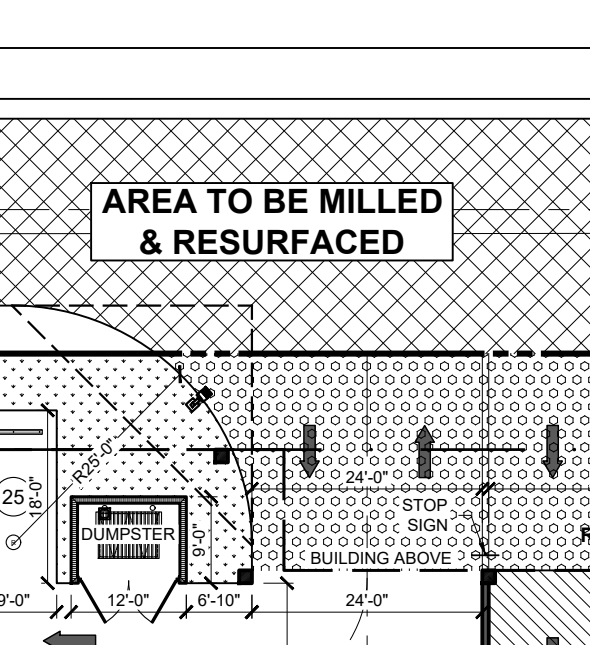 AREA TO BE MILLED
& RESURFACED
R25'-0"
24'-0"
25
18'-0"
STOP
SIGN
DUMPSTER
9'-0"
BUILDING ABOVE
9'-0"
12'-0"
6'-10"
24'-0"